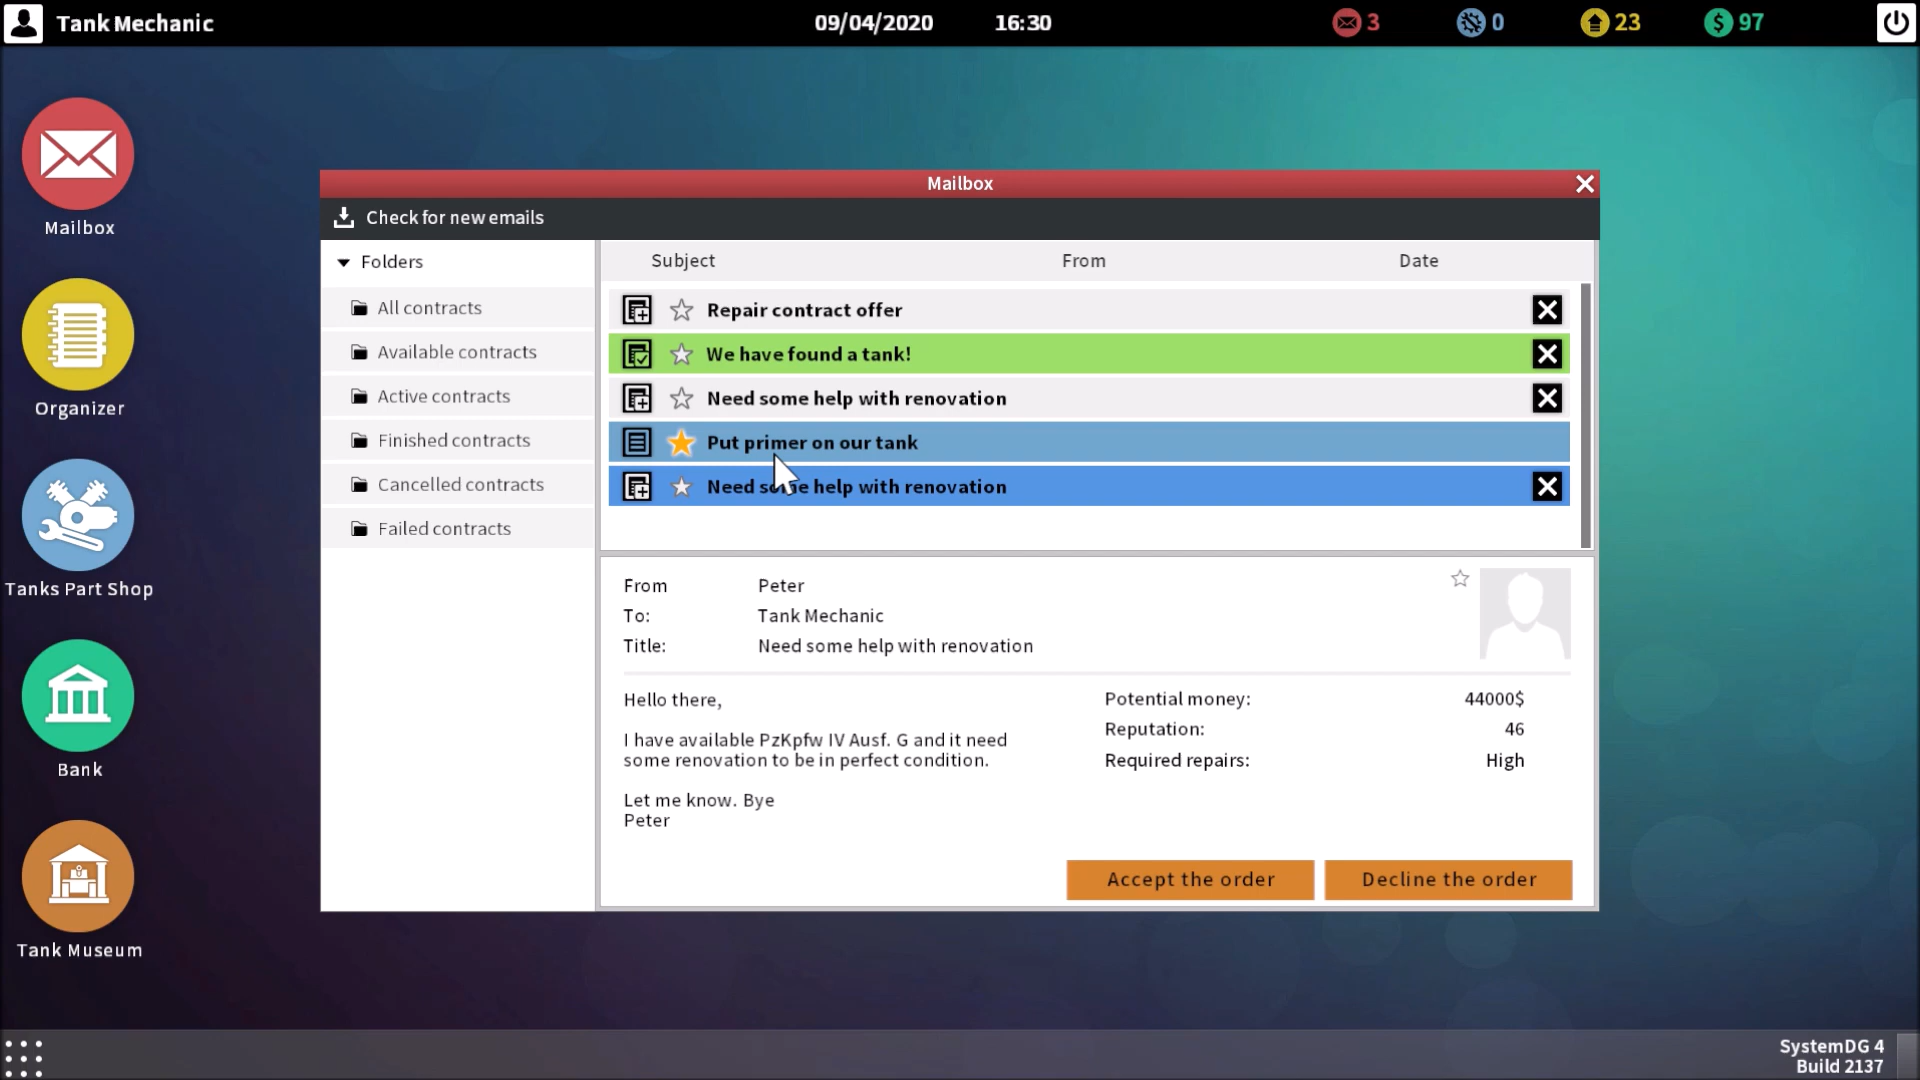 Tank Mechanic
09/04/2020
16:30
3
0
23
97
Mailbox
Organizer
Tanks Part Shop
Bank
Tank Museum
Mailbox
Check for new emails
Folders
All contracts
Available contracts
Active contracts
Finished contracts
Cancelled contracts
Failed contracts
Subject From Date
Repair contract offer
We have found a tank!
Need some help with renovation
Put primer on our tank
Need some help with renovation
From Peter
To: Tank Mechanic
Title: Need some help with renovation
Hello there,
I have available PzKpfw IV Ausf. G and it need
some renovation to be in perfect condition.
Let me know. Bye
Peter
Potential money: 44000$
Reputation: 46
Required repairs: High
Accept the order
Decline the order
SystemDG 4
Build 2137